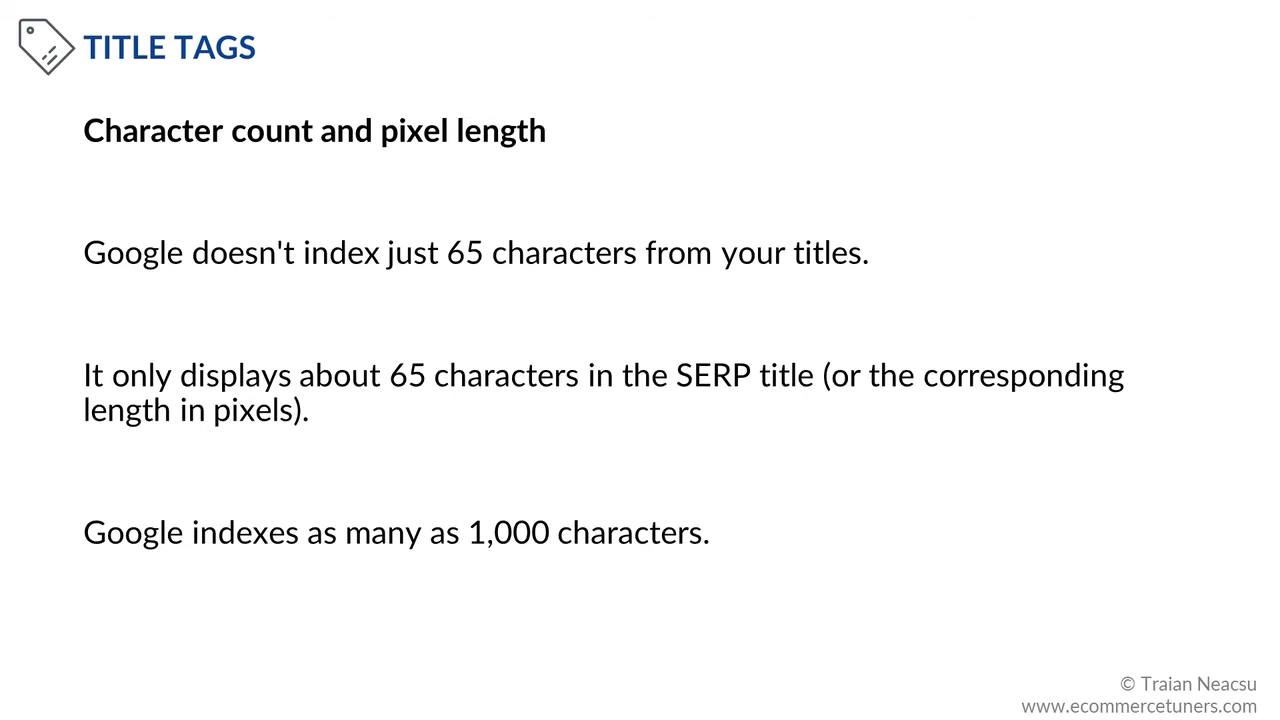 TITLE TAGS
Character count and pixel length
Google doesn't index just 65 characters from your titles.
It only displays about 65 characters in the SERP title (or the corresponding
length in pixels).
Google indexes as many as 1,000 characters.
© Traian Neacsu
www.ecommercetuners.com